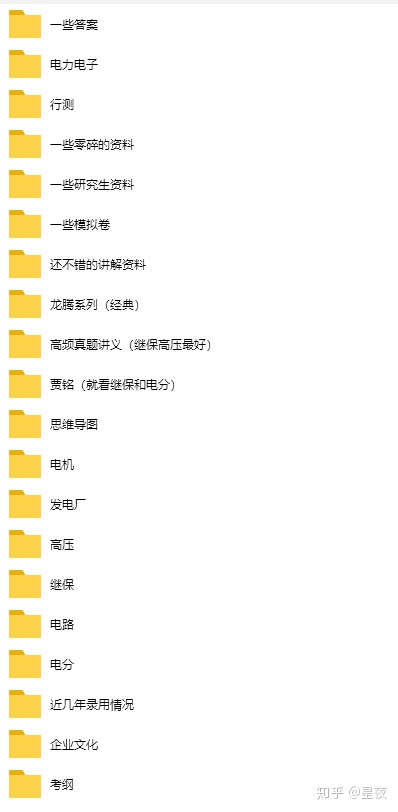 一些答案
电力电子
行测
一些零碎的资料
一些研究生资料
一些模拟卷
还不错的讲解资料
龙腾系列（经典）
高频真题讲义（继保高压最好）
贾铭（就看继保和电分）
思维导图
电机
发电厂
高压
继保
电路
电分
近几年录用情况
企业文化
考纲
知乎 @星夜